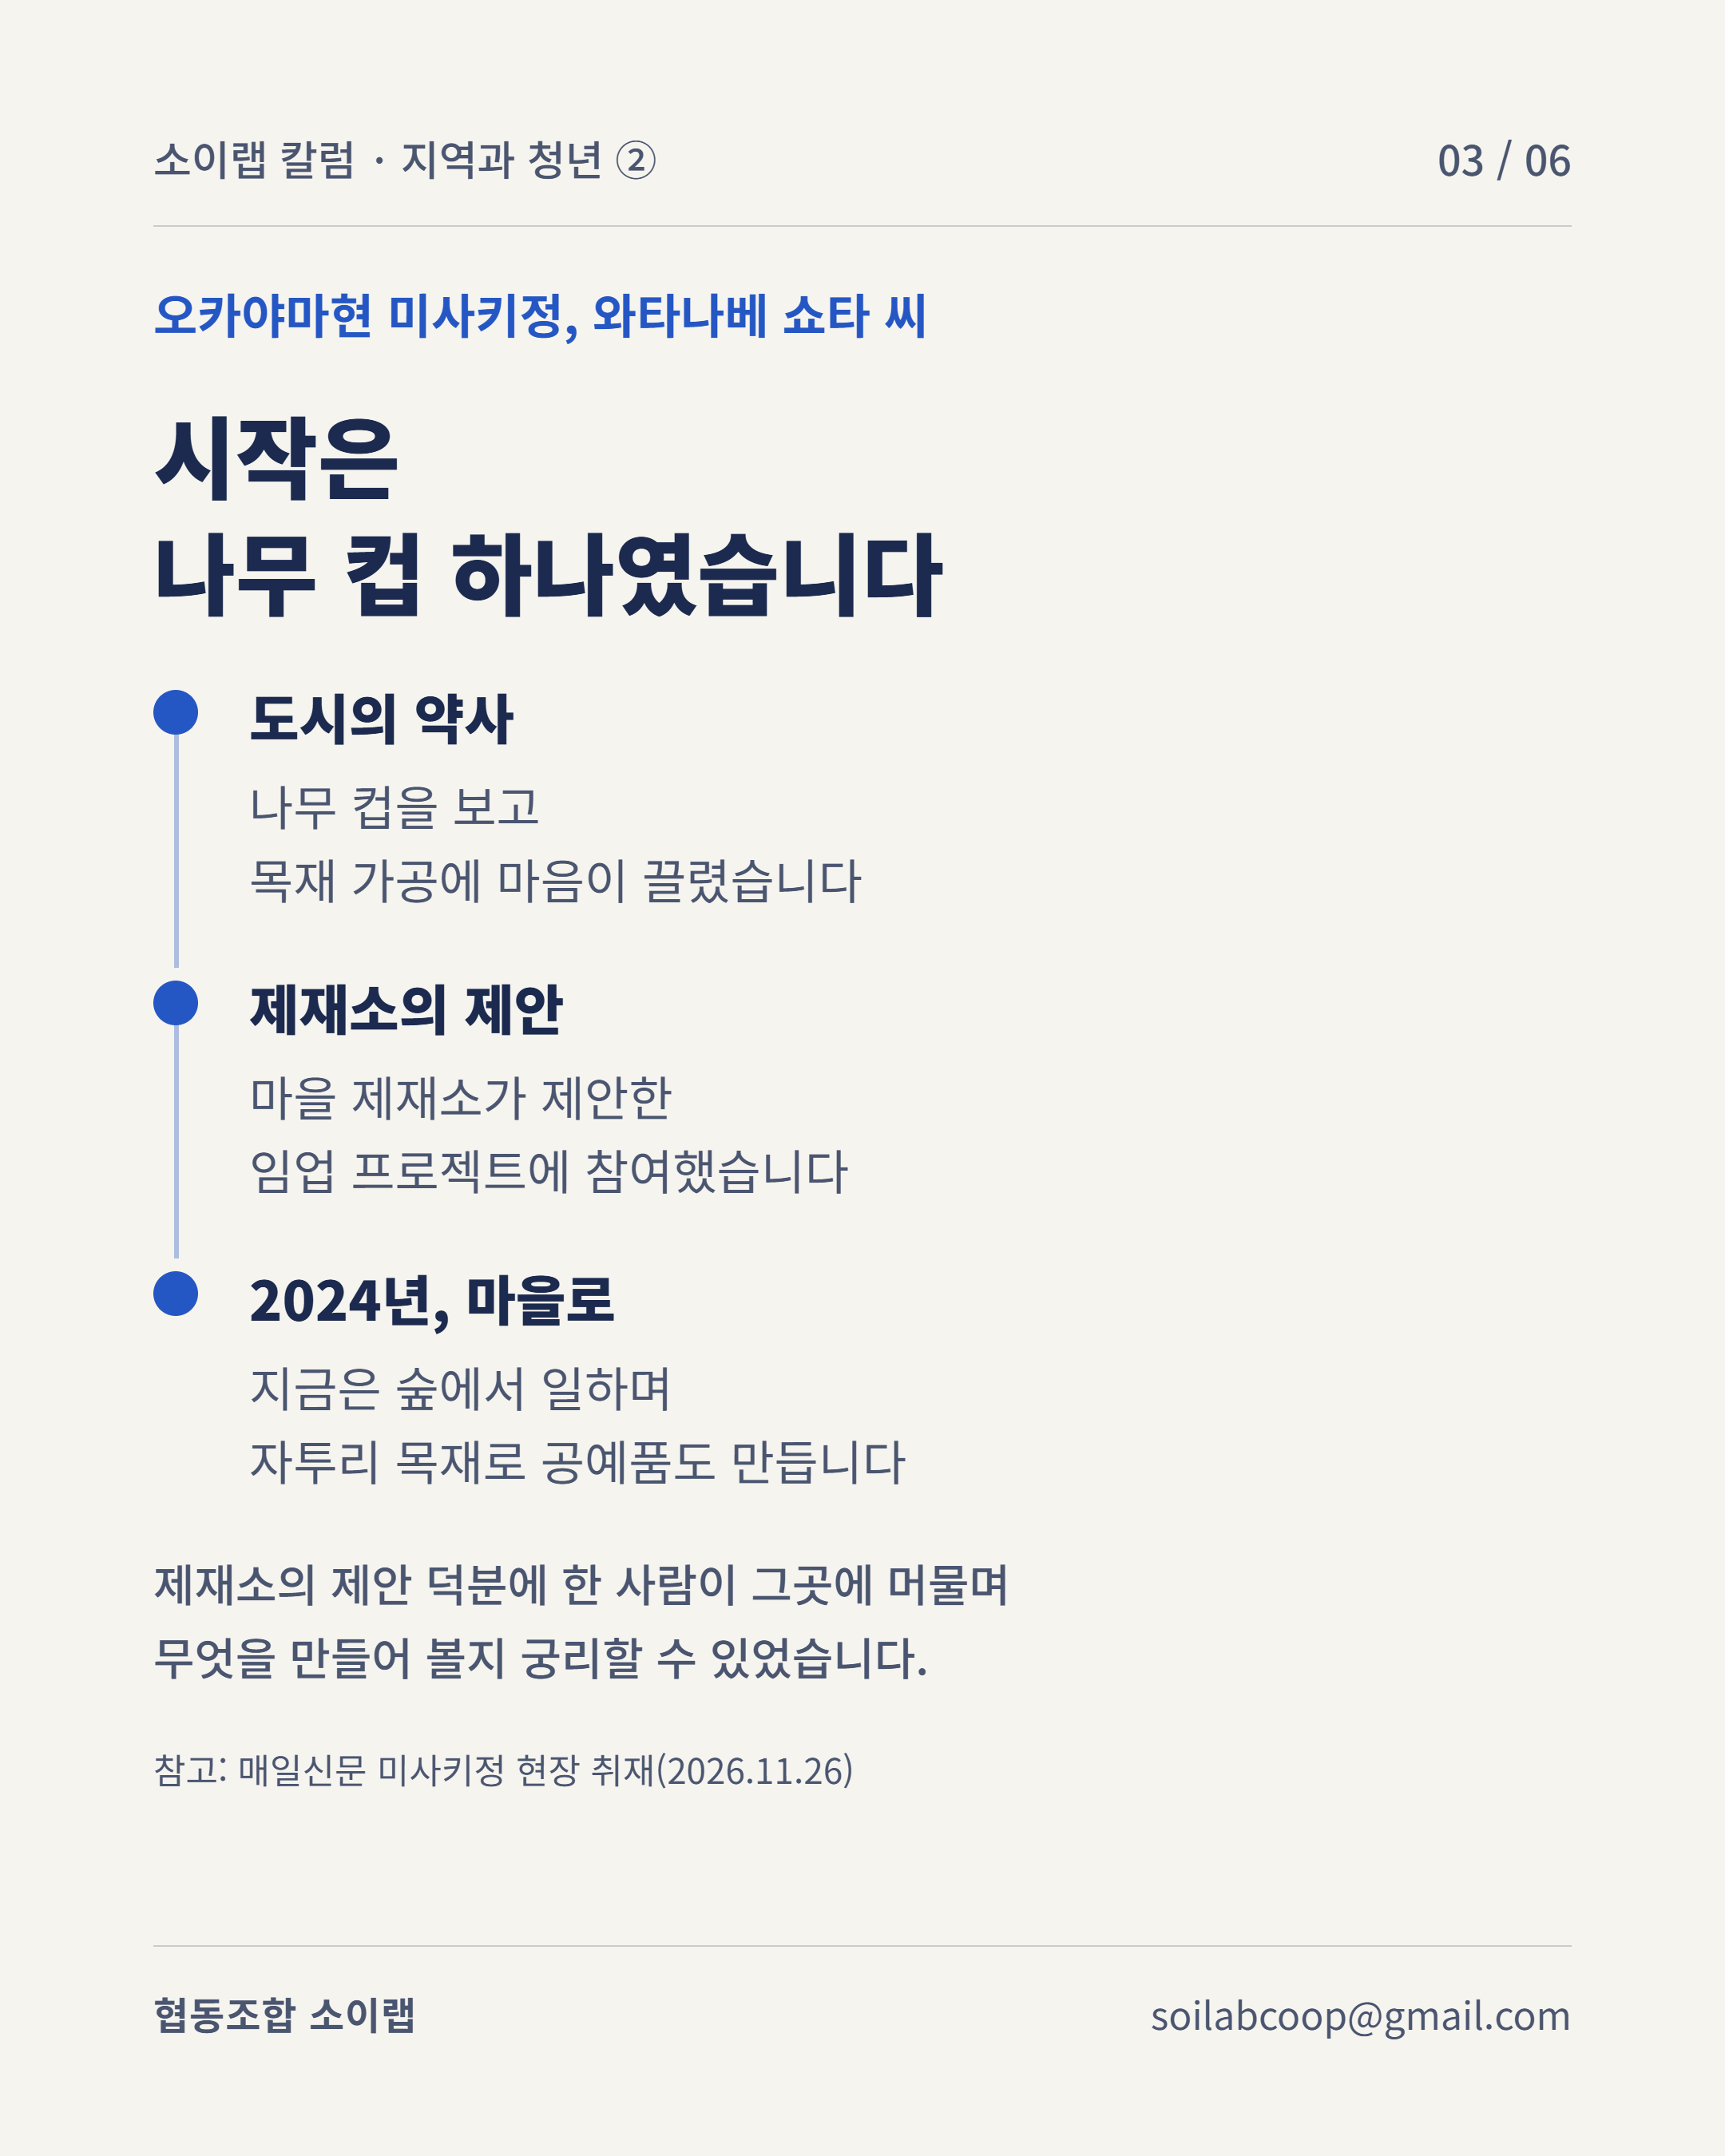 소이랩 칼럼 · 지역과 청년 ②
03 / 06
오카야마현 미사키정, 와타나베 쇼타 씨
시작은
나무 컵 하나였습니다
도시의 약사
나무 컵을 보고
목재 가공에 마음이 끌렸습니다
제재소의 제안
마을 제재소가 제안한
임업 프로젝트에 참여했습니다
2024년, 마을로
지금은 숲에서 일하며
자투리 목재로 공예품도 만듭니다
제재소의 제안 덕분에 한 사람이 그곳에 머물며
무엇을 만들어 볼지 궁리할 수 있었습니다.
참고: 매일신문 미사키정 현장 취재(2026.11.26)
협동조합 소이랩
soilabcoop@gmail.com